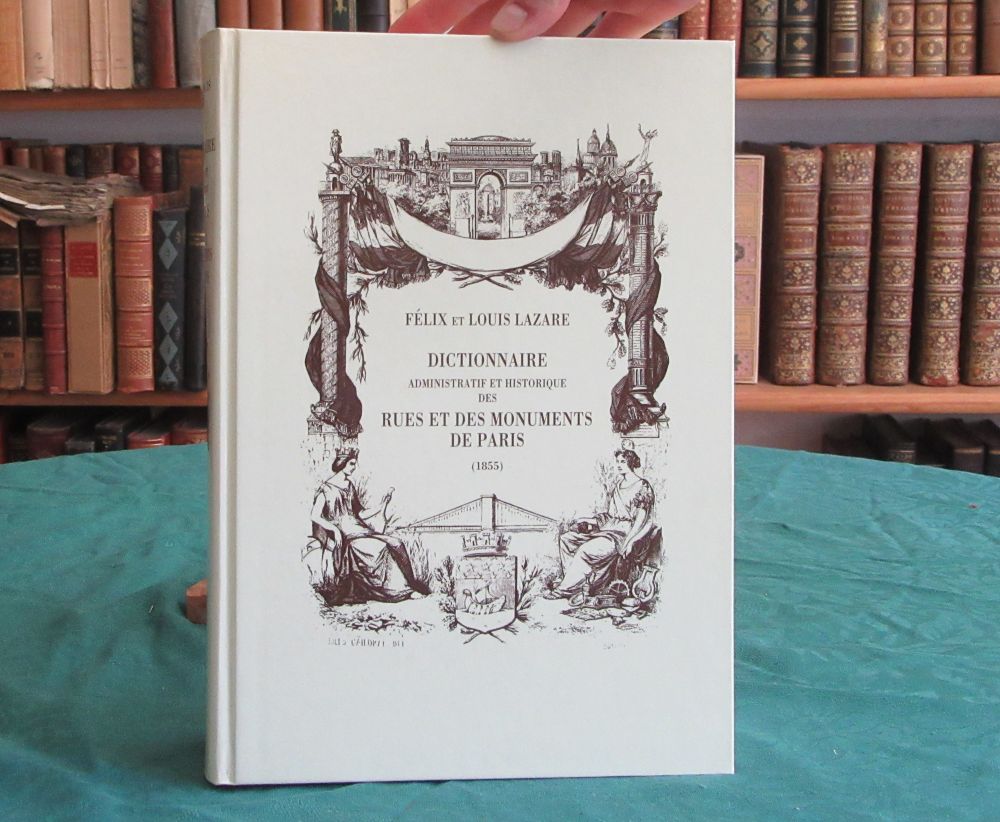 FÉLIX ET LOUIS LAZARE
DICTIONNAIRE
ADMINISTRATIF ET HISTORIQUE
DES
RUES ET DES MONUMENTS
DE PARIS
(1855)